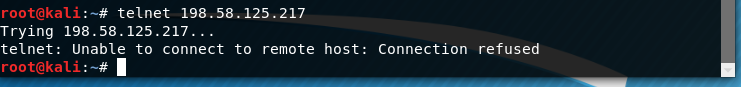 root@kali:~# telnet 198.58.125.217
Trying 198.58.125.217...
telnet: Unable to connect to remote host: Connection refused
root@kali:~#